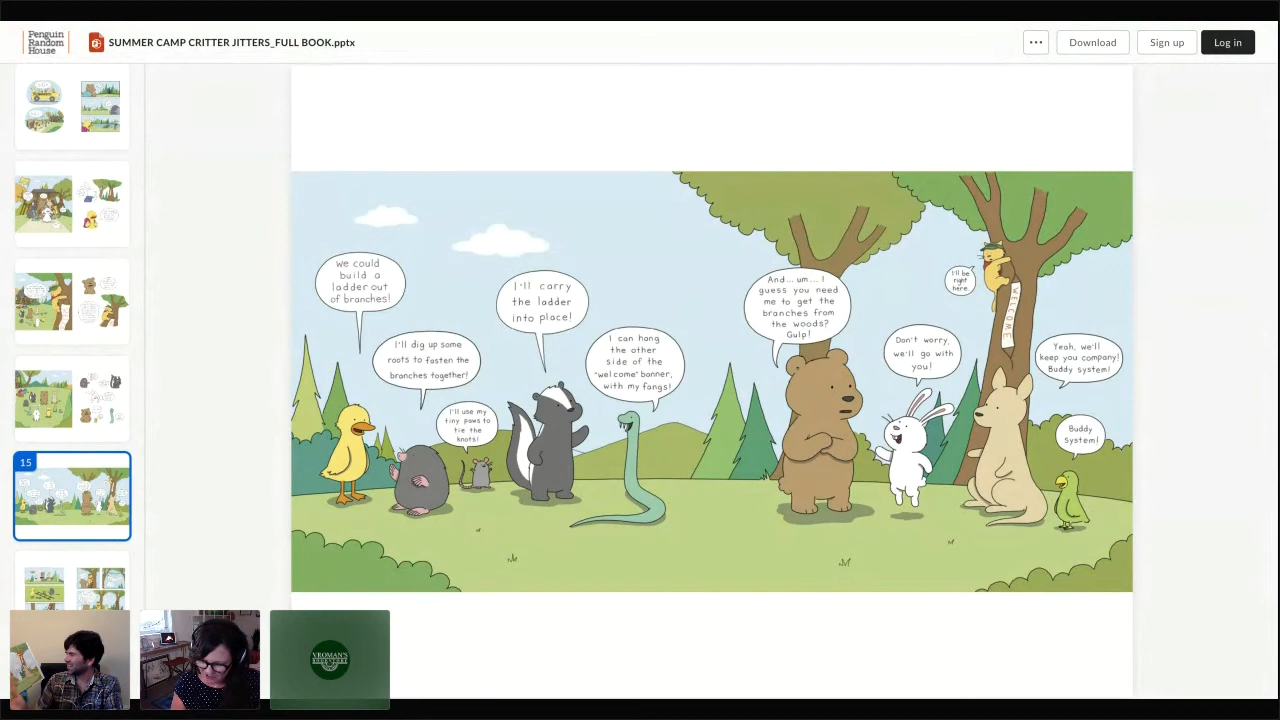 Penguin
Random
House
SUMMER CAMP CRITTER JITTERS_FULL BOOK.pptx
...
Download
Sign up
Log in
15
We could
build a
ladder out
of branches!
I'll dig up some
roots to fasten the
branches together!
I'll use my
tiny paws to
tie the
knots!
I'll carry
the ladder
into place!
I can hang
the other
side of the
"welcome" banner,
with my fangs!
And... um... I
guess you need
me to get the
branches from
the woods?
Gulp!
Don't worry,
we'll go with
you!
I'll be
right
here.
WELCOME
Yeah, we'll
keep you company!
Buddy system!
Buddy
system!
VROMAN'S
BOOKSTORE